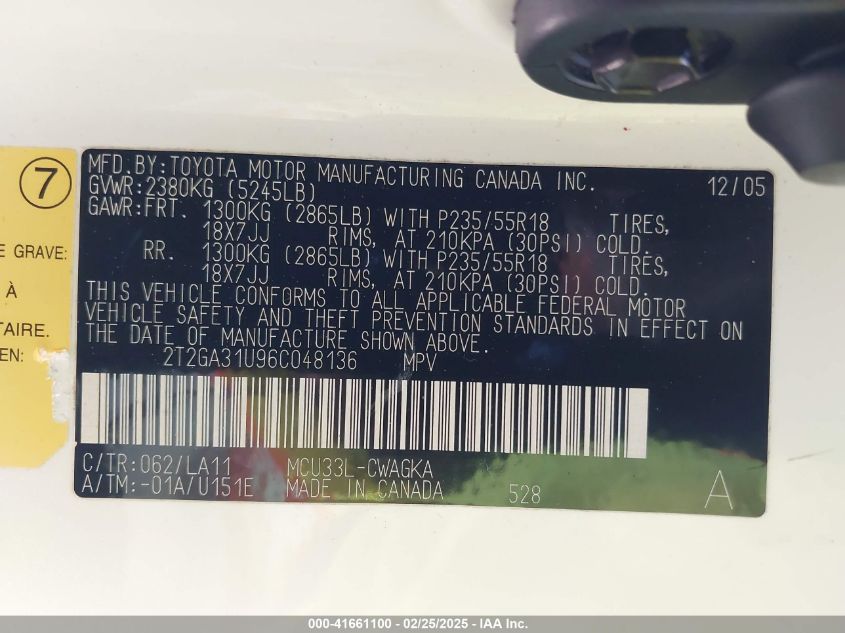 7
E GRAVE:
À
TAIRE.
EN:
MFD.BY:TOYOTA MOTOR MANUFACTURING CANADA INC. 12/05
GVWR:2380KG (5245LB)
GAWR:FRT. 1300KG (2865LB) WITH P235/55R18 TIRES,
18X7JJ RIMS, AT 210KPA (30PSI) COLD.
RR. 1300KG (2865LB) WITH P235/55R18 TIRES,
18X7JJ RIMS, AT 210KPA (30PSI) COLD.
THIS VEHICLE CONFORMS TO ALL APPLICABLE FEDERAL MOTOR
VEHICLE SAFETY AND THEFT PREVENTION STANDARDS IN EFFECT ON
THE DATE OF MANUFACTURE SHOWN ABOVE.
2T2GA31U96C048136 MPV
C/TR:062/LA11 MCU33L-CWAGKA
A/TM:-01A/U151E MADE IN CANADA 528 A
000-41661100 - 02/25/2025 - IAA Inc.